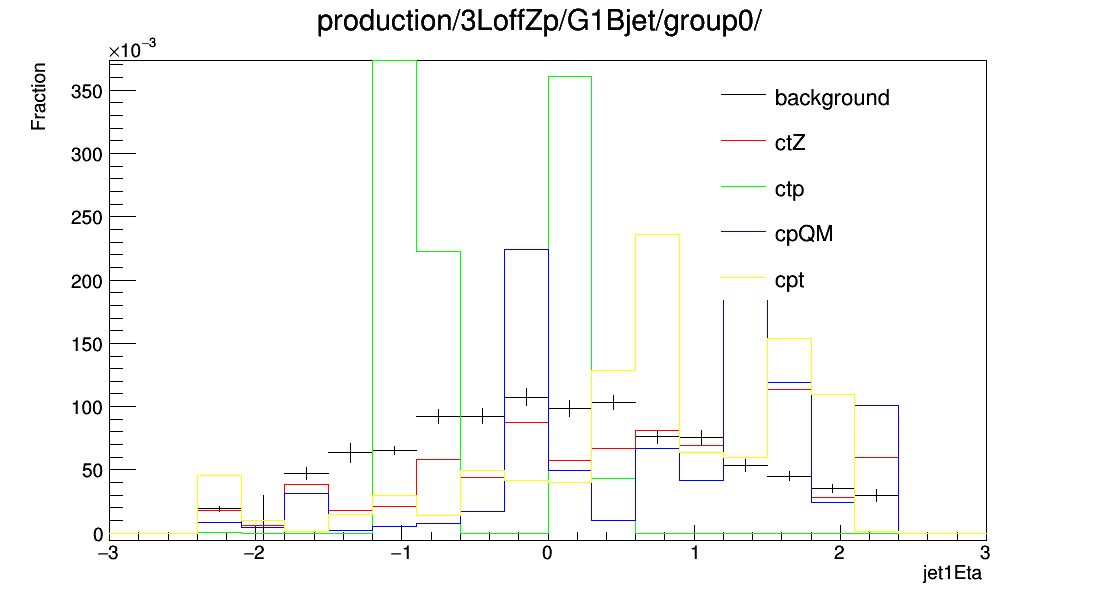 production/3LoffZp/G1Bjet/group0/
×10⁻³
Fraction
350
300
250
200
150
100
50
0
background
ctZ
ctp
cpQM
cpt
−3 −2 −1 0 1 2 3
jet1Eta